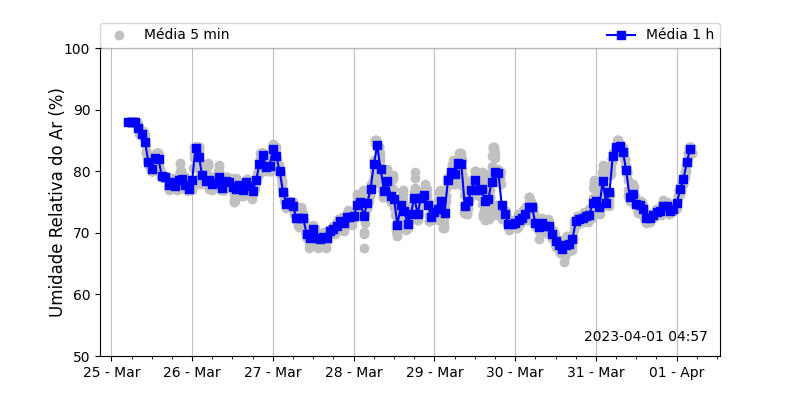 Média 5 min
Média 1 h
Umidade Relativa do Ar (%)
100
90
80
70
60
50
2023-04-01 04:57
25 - Mar
26 - Mar
27 - Mar
28 - Mar
29 - Mar
30 - Mar
31 - Mar
01 - Apr